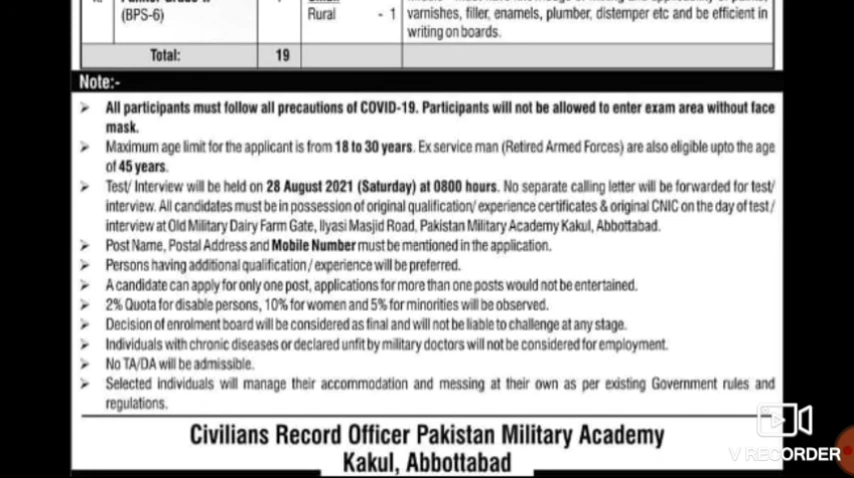 (BPS-6)
Rural - 1
varnishes, filler, enamels, plumber, distemper etc and be efficient in
writing on boards.
Total: 19
Note:-
➤ All participants must follow all precautions of COVID-19. Participants will not be allowed to enter exam area without face
mask.
➤ Maximum age limit for the applicant is from 18 to 30 years. Ex service man (Retired Armed Forces) are also eligible upto the age
of 45 years.
➤ Test/ Interview will be held on 28 August 2021 (Saturday) at 0800 hours. No separate calling letter will be forwarded for test/
interview. All candidates must be in possession of original qualification/ experience certificates & original CNIC on the day of test/
interview at Old Military Dairy Farm Gate, Ilyasi Masjid Road, Pakistan Military Academy Kakul, Abbottabad.
➤ Post Name, Postal Address and Mobile Number must be mentioned in the application.
➤ Persons having additional qualification/ experience will be preferred.
➤ A candidate can apply for only one post, applications for more than one posts would not be entertained.
➤ 2% Quota for disable persons, 10% for women and 5% for minorities will be observed.
➤ Decision of enrolment board will be considered as final and will not be liable to challenge at any stage.
➤ Individuals with chronic diseases or declared unfit by military doctors will not be considered for employment.
➤ No TA/DA will be admissible.
➤ Selected individuals will manage their accommodation and messing at their own as per existing Government rules and
regulations.
Civilians Record Officer Pakistan Military Academy
Kakul, Abbottabad
V RECORDER